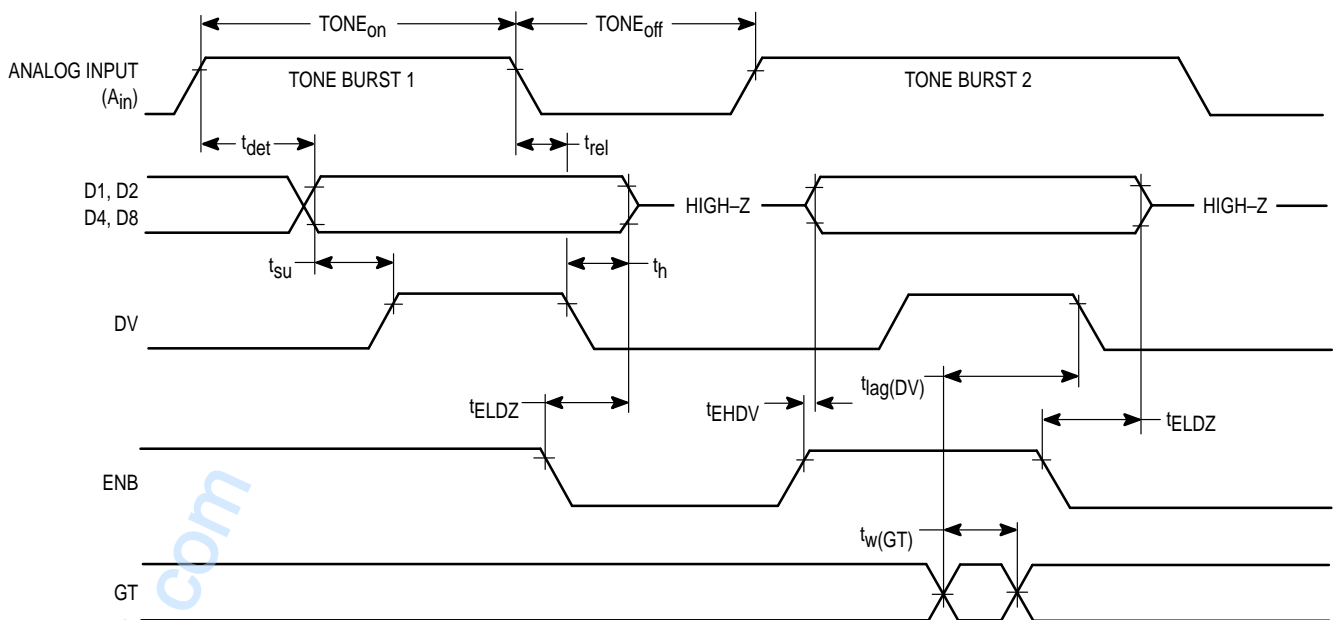 TONEon
TONEoff
ANALOG INPUT
(Ain)
TONE BURST 1
TONE BURST 2
tdet
trel
D1, D2
D4, D8
HIGH–Z
HIGH–Z
tsu
th
DV
tlag(DV)
tELDZ
tEHDV
tELDZ
ENB
tw(GT)
GT
com